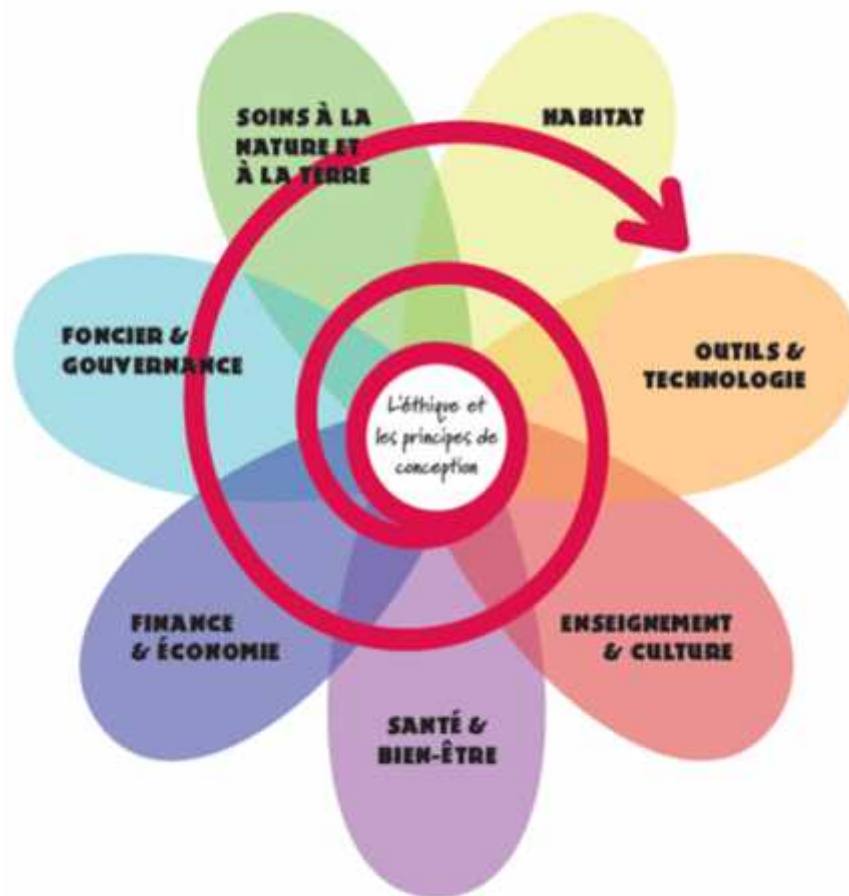 SOINS À LA
NATURE ET
À LA TERRE
HABITAT
OUTILS &
TECHNOLOGIE
ENSEIGNEMENT
& CULTURE
SANTÉ &
BIEN-ÊTRE
FINANCE
& ÉCONOMIE
FONCIER &
GOUVERNANCE
L'éthique et
les principes de
conception